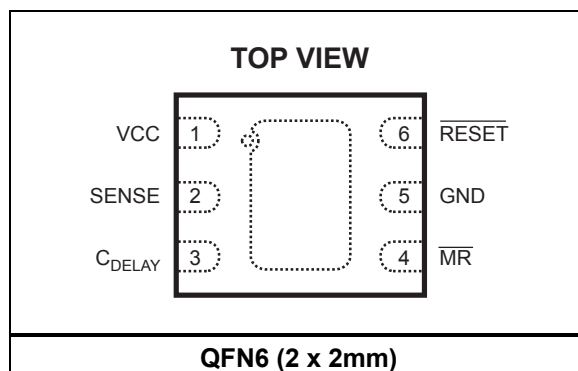 TOP VIEW
VCC 1 6 RESET
SENSE 2 5 GND
CDELAY 3 4 MR
QFN6 (2 x 2mm)